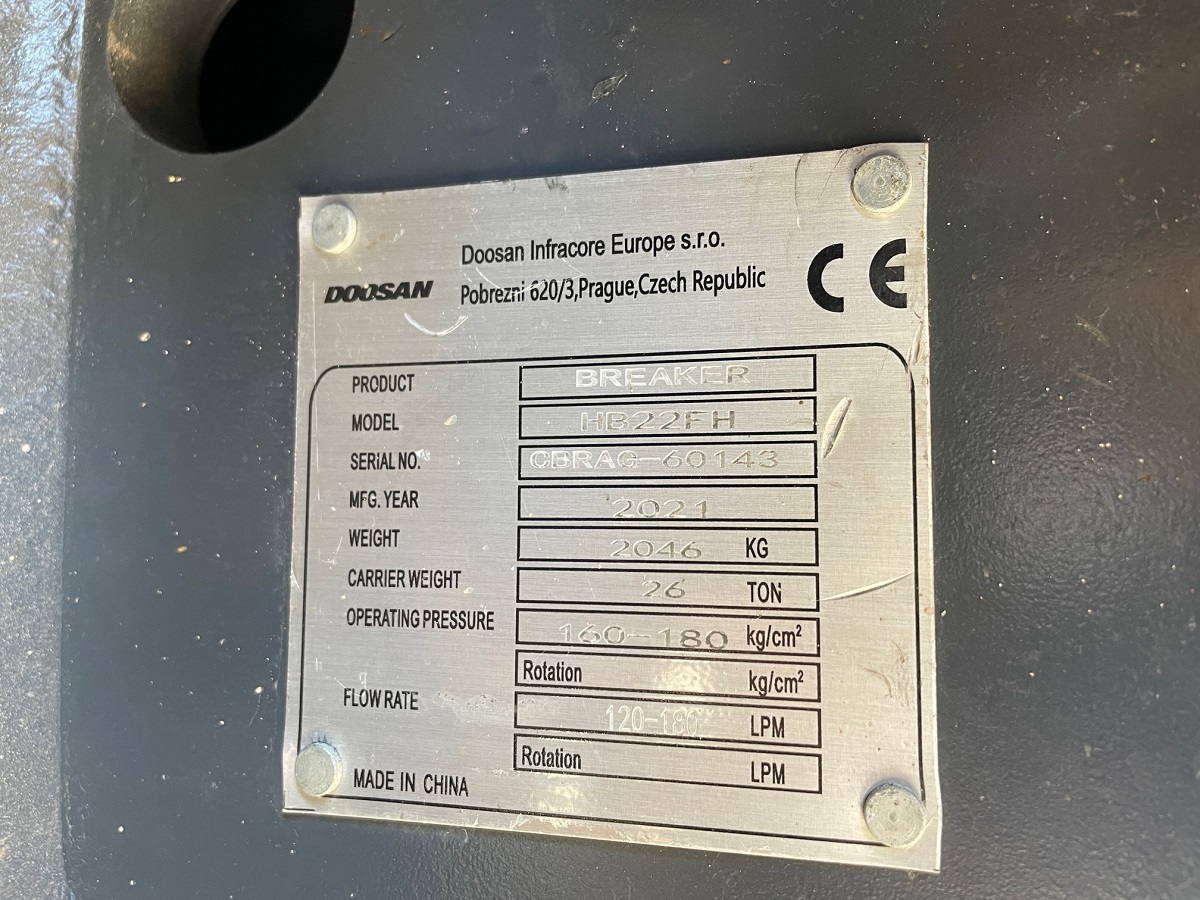 Doosan Infracore Europe s.r.o.
DOOSAN Pobrezni 620/3,Prague,Czech Republic CE
PRODUCT BREAKER
MODEL HB22FH
SERIAL NO. CBRAG-60143
MFG. YEAR 2021
WEIGHT 2046 KG
CARRIER WEIGHT 26 TON
OPERATING PRESSURE 160-180 kg/cm²
Rotation kg/cm²
FLOW RATE 120-180 LPM
Rotation LPM
MADE IN CHINA